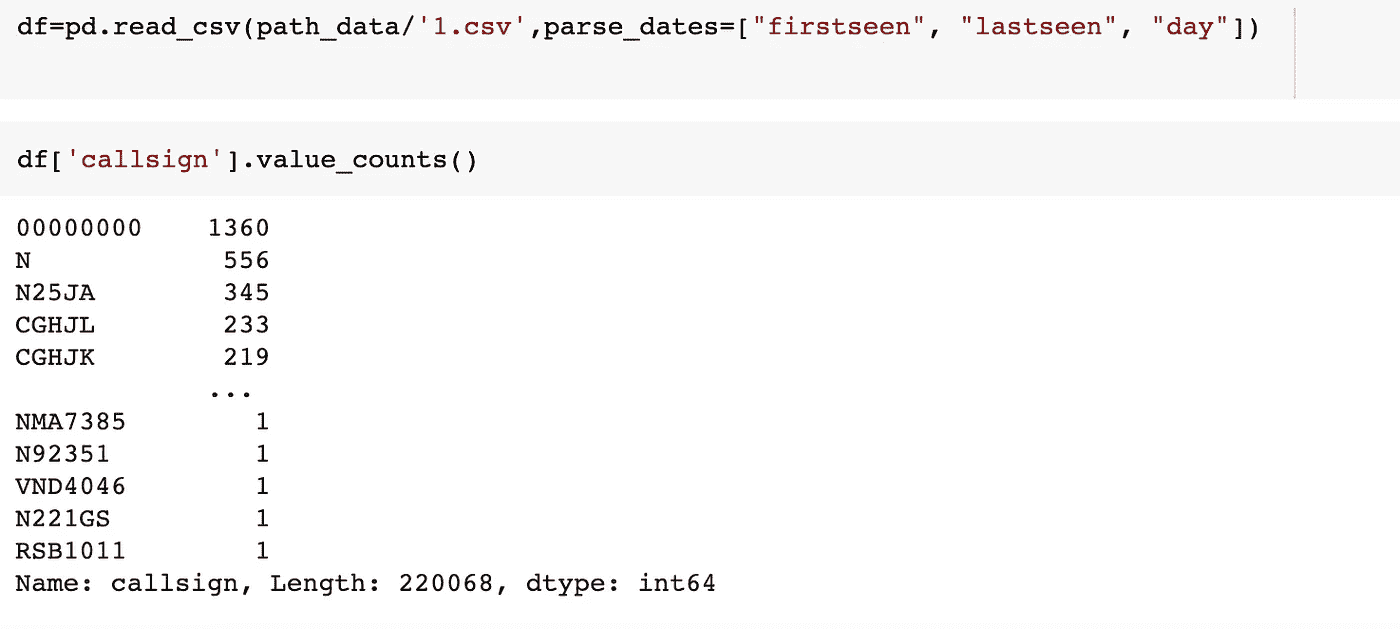 df=pd.read_csv(path_data/'1.csv',parse_dates=["firstseen", "lastseen", "day"])
df['callsign'].value_counts()
00000000 1360
N 556
N25JA 345
CGHJL 233
CGHJK 219
...
NMA7385 1
N92351 1
VND4046 1
N221GS 1
RSB1011 1
Name: callsign, Length: 220068, dtype: int64